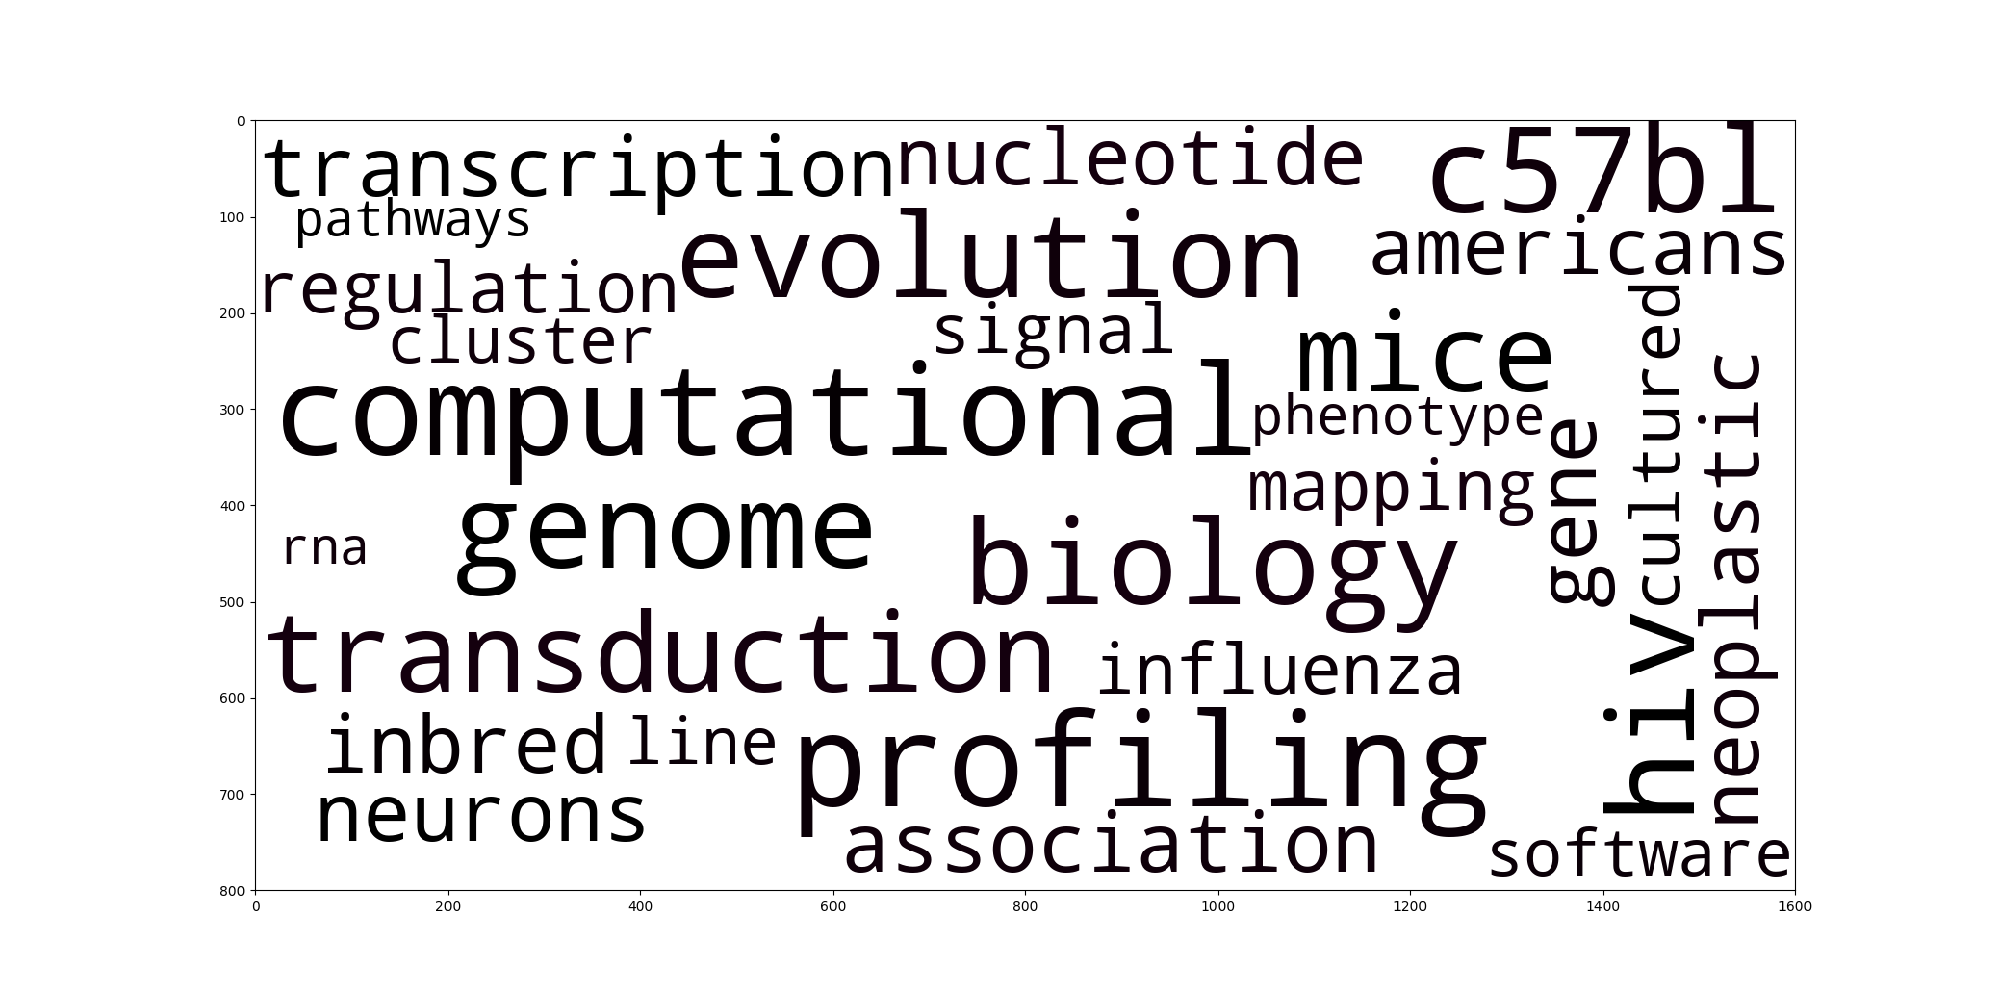 0
transcription
nucleotide
c57bl
100
pathways
evolution
americans
regulation
200
cluster
signal
mice
cultured
computational
300
phenotype
gene
neoplastic
mapping
400
genome
rna
biology
500
transduction
influenza
hiv
600
inbred
line
profiling
700
neurons
association
software
800
0 200 400 600 800 1000 1200 1400 1600